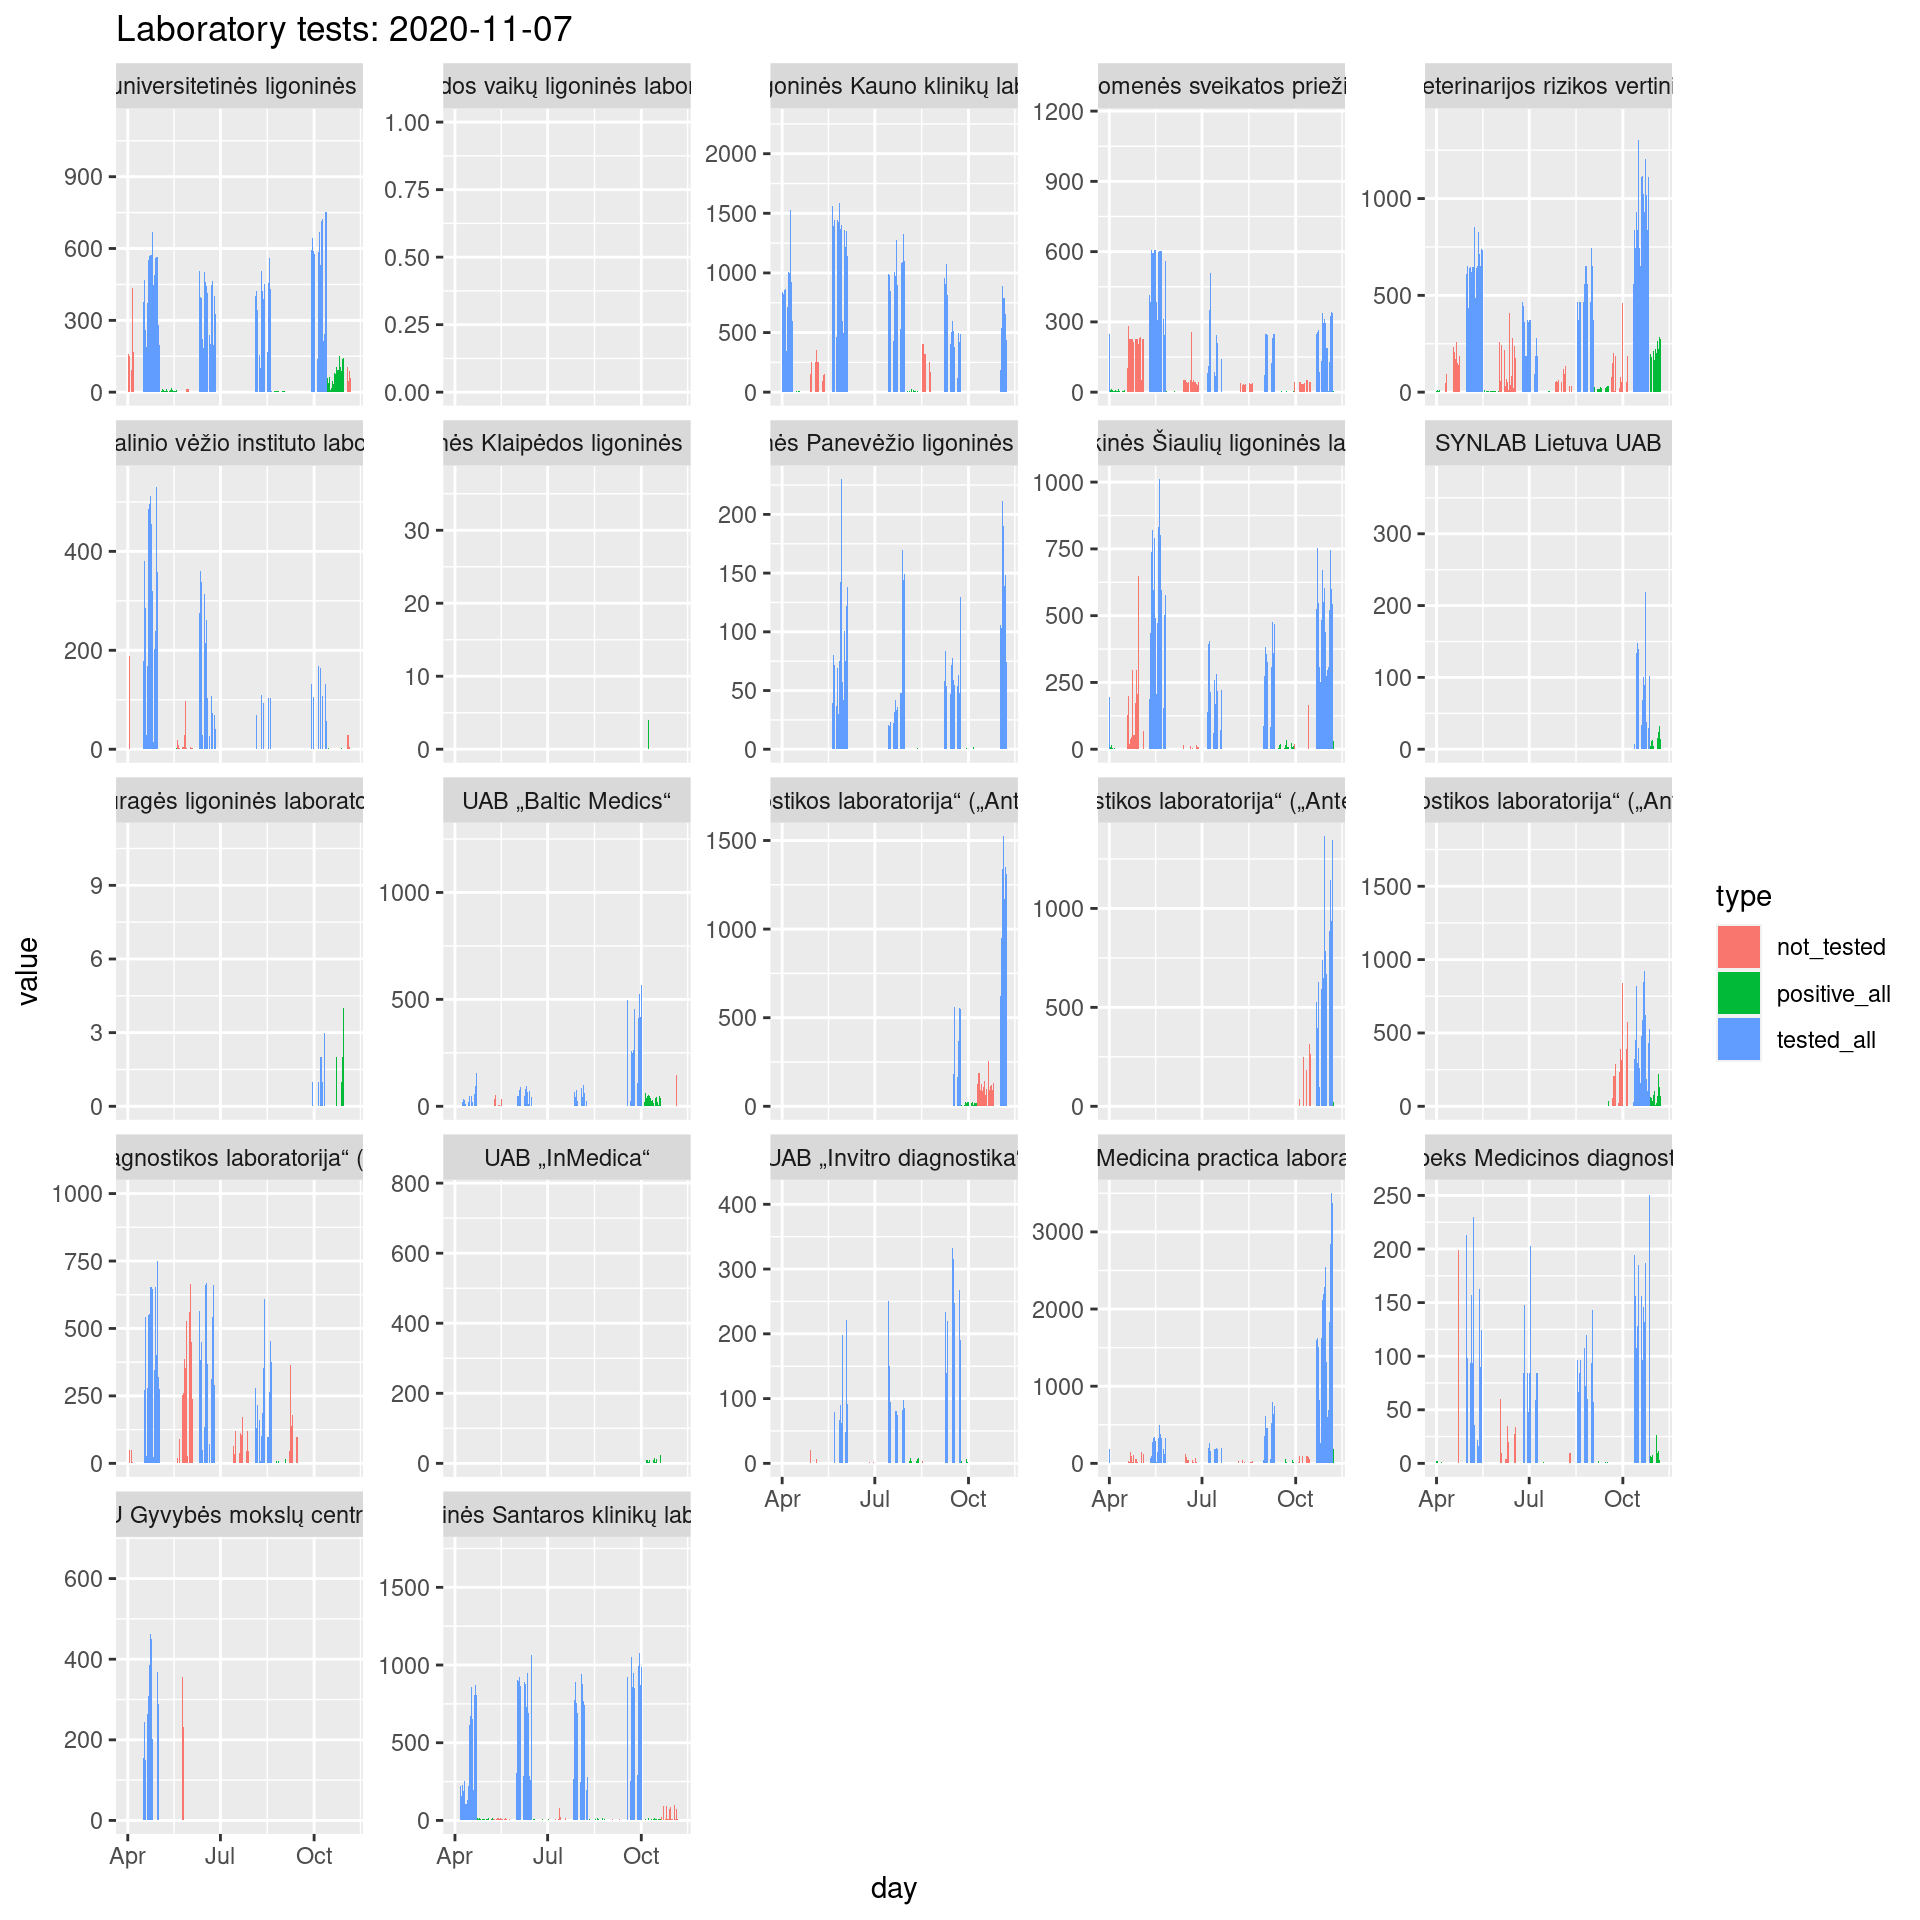 Laboratory tests: 2020-11-07
universitetinės ligoninės
dos vaikų ligoninės labor
goninės Kauno klinikų lab
omenės sveikatos prieži
eterinarijos rizikos vertini
900
600
300
0
1.00
0.75
0.50
0.25
0.00
2000
1500
1000
500
0
1200
900
600
300
0
1000
500
0
alinio vėžio instituto labo
nės Klaipėdos ligoninės
nės Panevėžio ligoninės
kinės Šiaulių ligoninės la
SYNLAB Lietuva UAB
400
200
0
30
20
10
0
200
150
100
50
0
1000
750
500
250
0
300
200
100
0
uragės ligoninės laborato
UAB „Baltic Medics“
ostikos laboratorija“ („Ant
stikos laboratorija“ („Ante
ostikos laboratorija“ („Ant
9
6
3
0
1000
500
0
1500
1000
500
0
1000
500
0
1500
1000
500
0
agnostikos laboratorija“ (
UAB „InMedica“
UAB „Invitro diagnostika“
Medicina practica labora
beks Medicinos diagnost
1000
750
500
250
0
800
600
400
200
0
400
300
200
100
0
3000
2000
1000
0
250
200
150
100
50
0
Apr Jul Oct
Apr Jul Oct
Apr Jul Oct
U Gyvybės mokslų centr
inės Santaros klinikų lab
600
400
200
0
1500
1000
500
0
Apr Jul Oct
Apr Jul Oct
day
value
type
not_tested
positive_all
tested_all